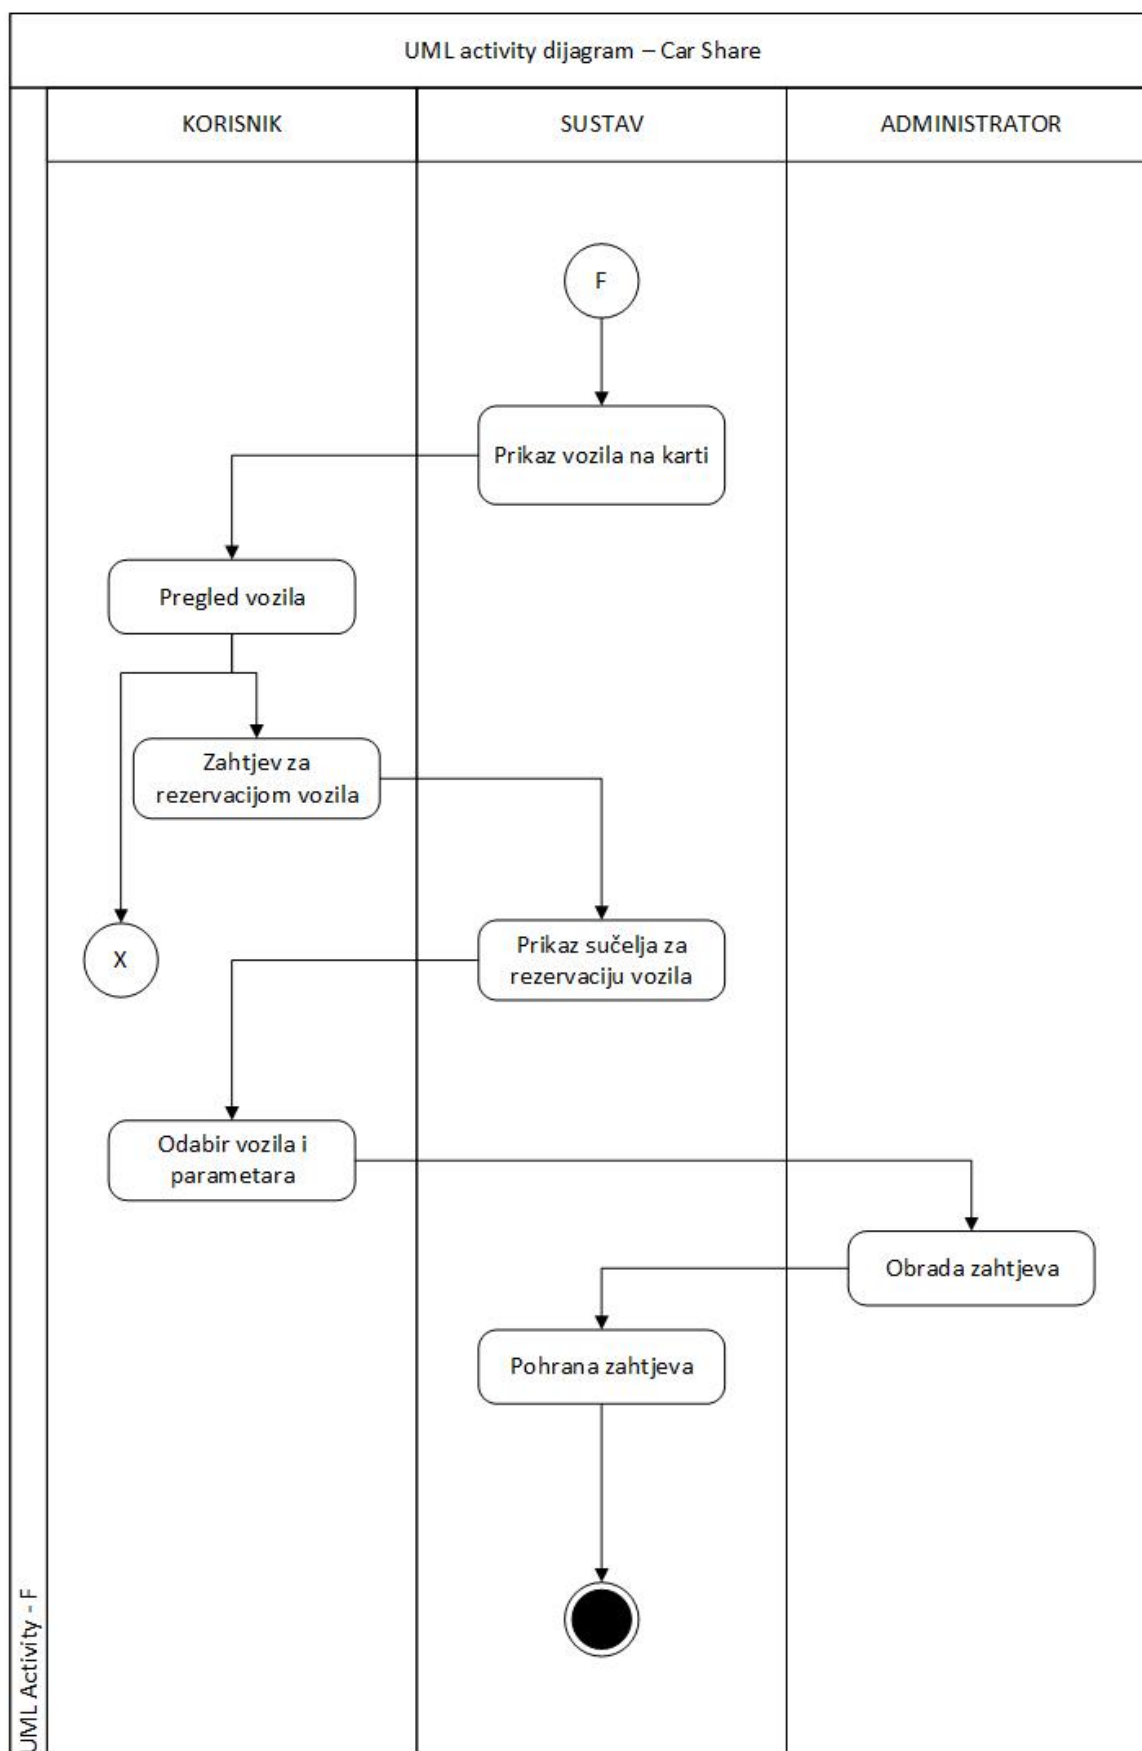 UML activity dijagram – Car Share
KORISNIK
SUSTAV
ADMINISTRATOR
F
Prikaz vozila na karti
Pregled vozila
Zahtjev za
rezervacijom vozila
X
Prikaz sučelja za
rezervaciju vozila
Odabir vozila i
parametara
Obrada zahtjeva
Pohrana zahtjeva
UML Activity - F